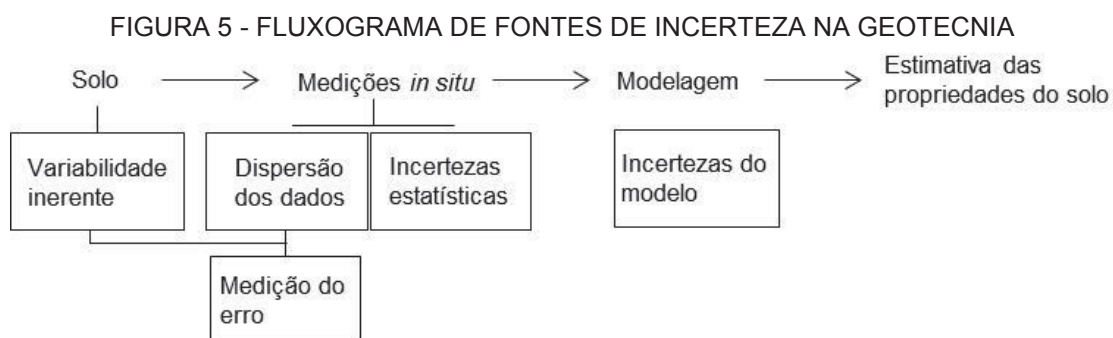 FIGURA 5 - FLUXOGRAMA DE FONTES DE INCERTEZA NA GEOTECNIA
Solo
Medições in situ
Modelagem
Estimativa das
propriedades do solo
Variabilidade
inerente
Dispersão
dos dados
Incertezas
estatísticas
Incertezas do
modelo
Medição do
erro